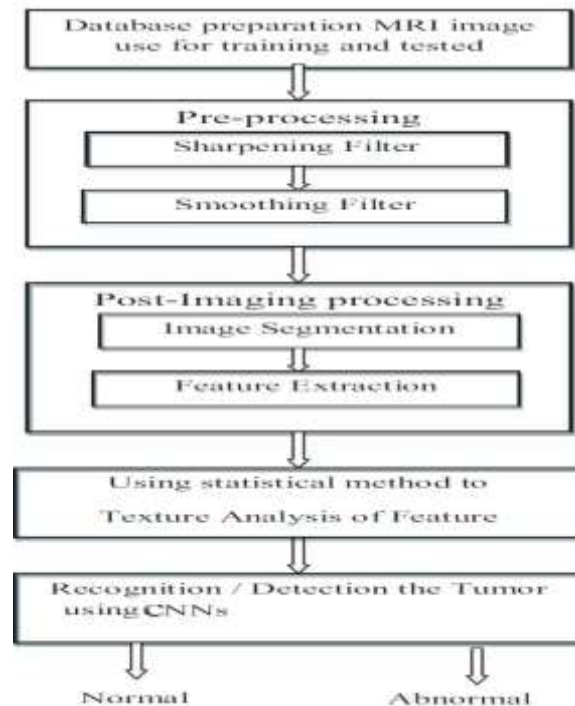 Database preparation MRI image
use for training and tested
Pre-processing
Sharpening Filter
Smoothing Filter
Post-Imaging processing
Image Segmentation
Feature Extraction
Using statistical method to
Texture Analysis of Feature
Recognition / Detection the Tumor
using CNNs
Normal
Abnormal